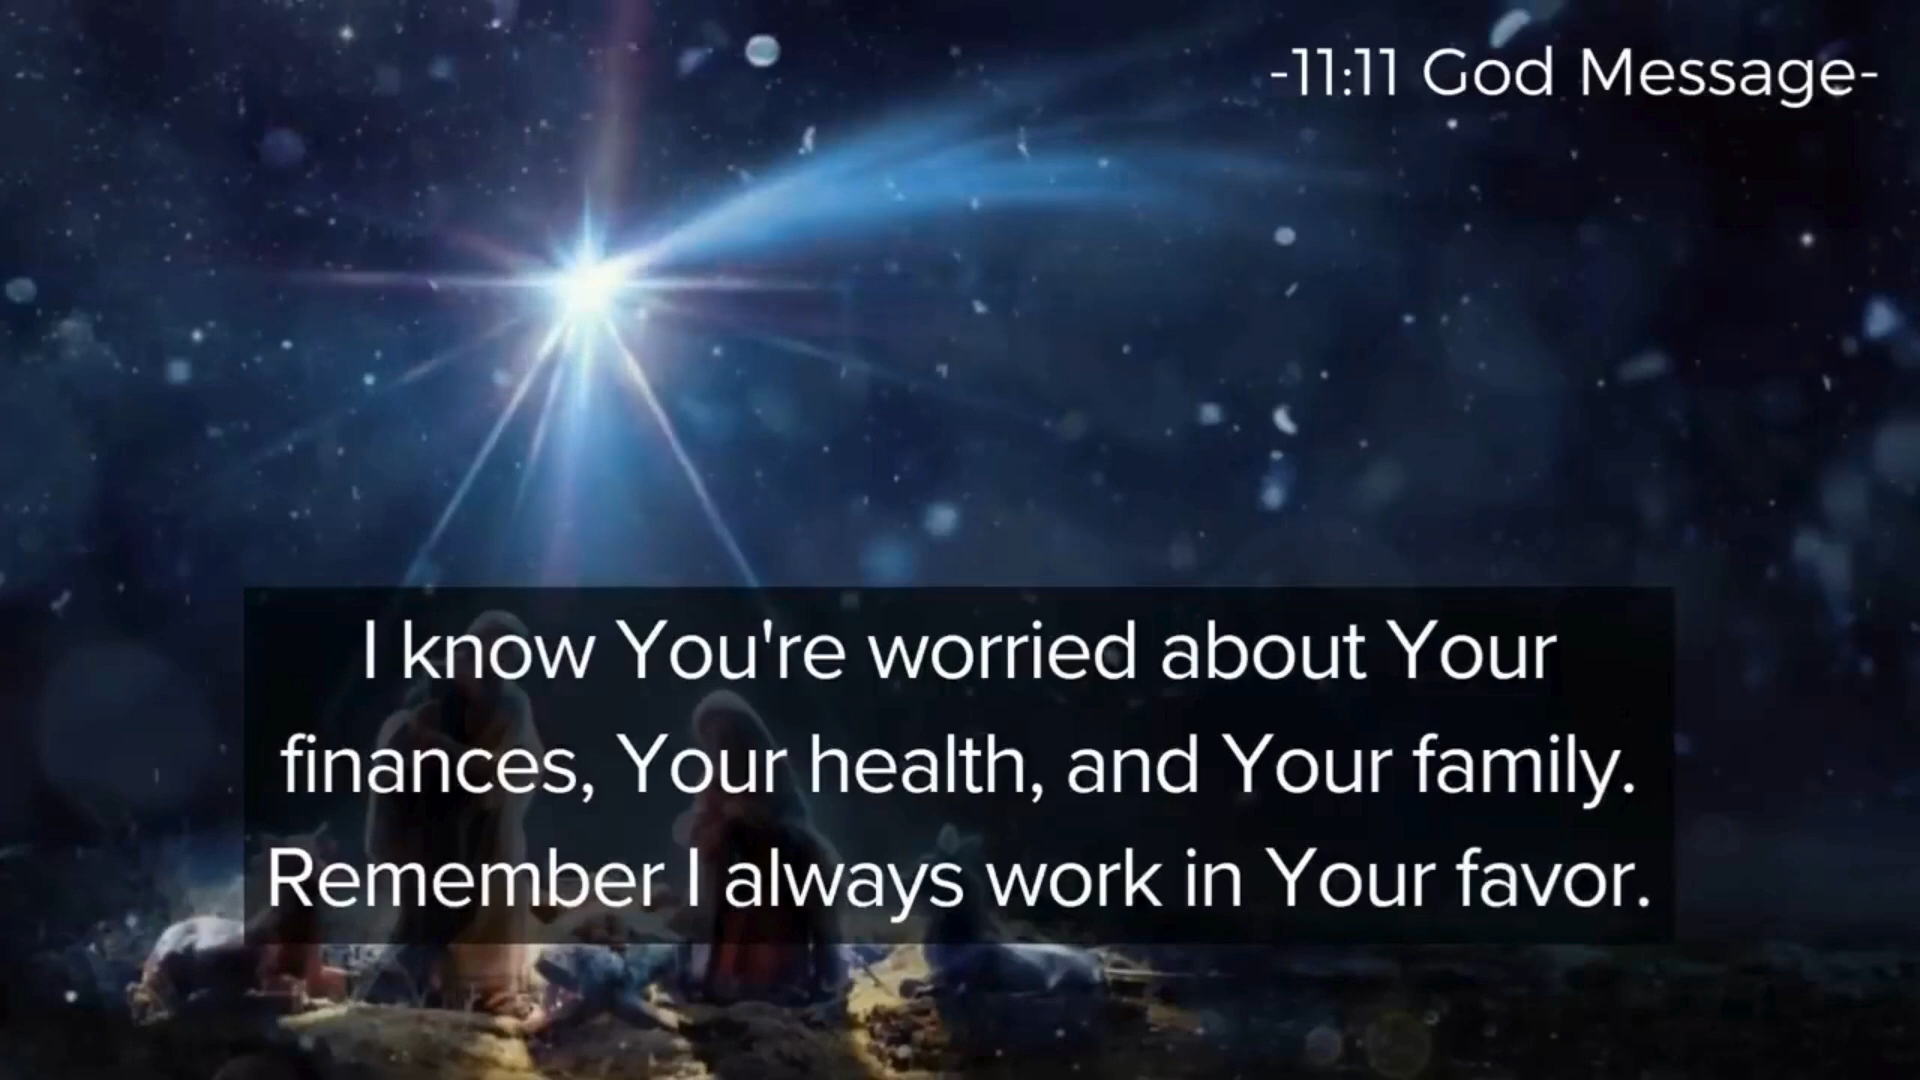 -11:11 God Message-
I know You're worried about Your
finances, Your health, and Your family.
Remember I always work in Your favor.